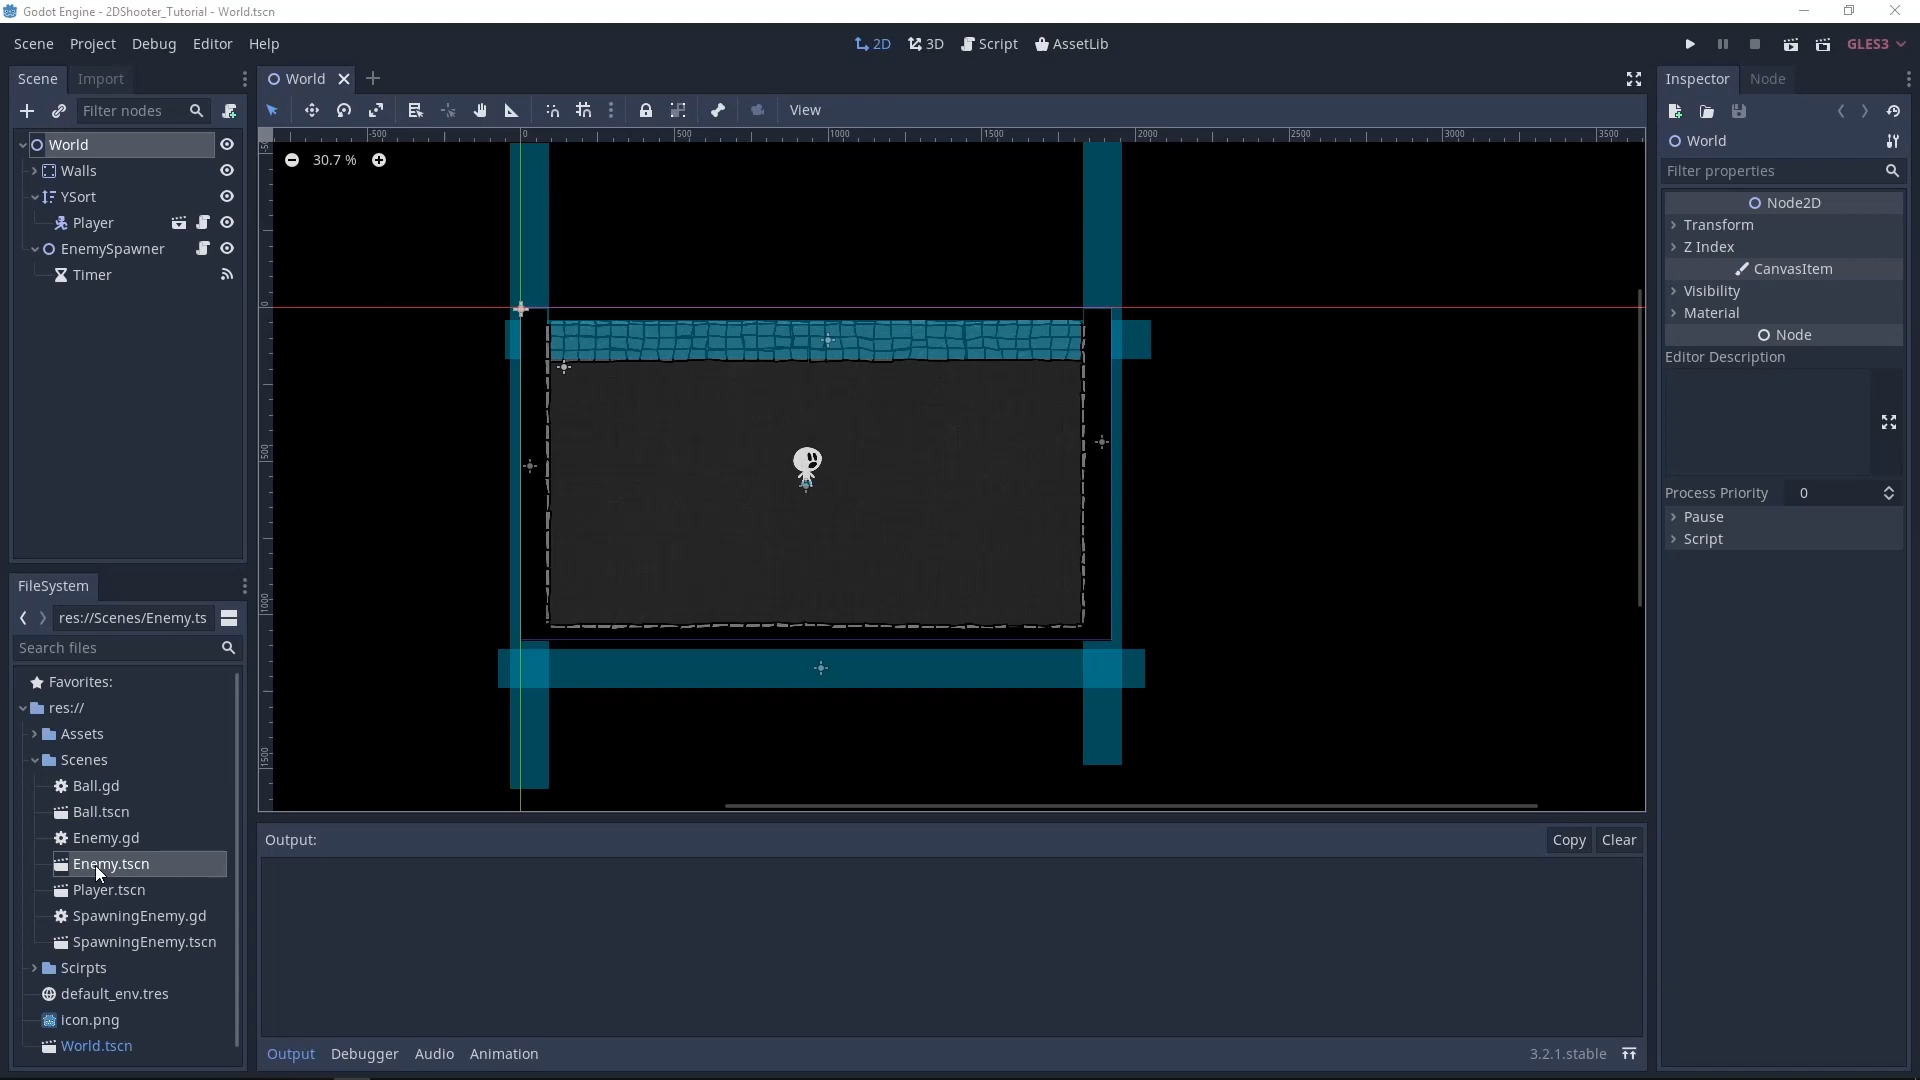 Godot Engine - 2DShooter_Tutorial - World.tscn
Scene Project Debug Editor Help
2D 3D Script AssetLib
GLES3
Scene Import
World
Inspector Node
Filter nodes
View
World
World
Walls
YSort
Player
EnemySpawner
Timer
-500 0 500 1000 1500 2000 2500 3000 3500
30.7 %
0
500
1000
1500
Filter properties
Node2D
Transform
Z Index
CanvasItem
Visibility
Material
Node
Editor Description
Process Priority 0
Pause
Script
FileSystem
res://Scenes/Enemy.ts
Search files
Favorites:
res://
Assets
Scenes
Ball.gd
Ball.tscn
Enemy.gd
Enemy.tscn
Player.tscn
SpawningEnemy.gd
SpawningEnemy.tscn
Scirpts
default_env.tres
icon.png
World.tscn
Output:
Copy Clear
Output Debugger Audio Animation
3.2.1.stable